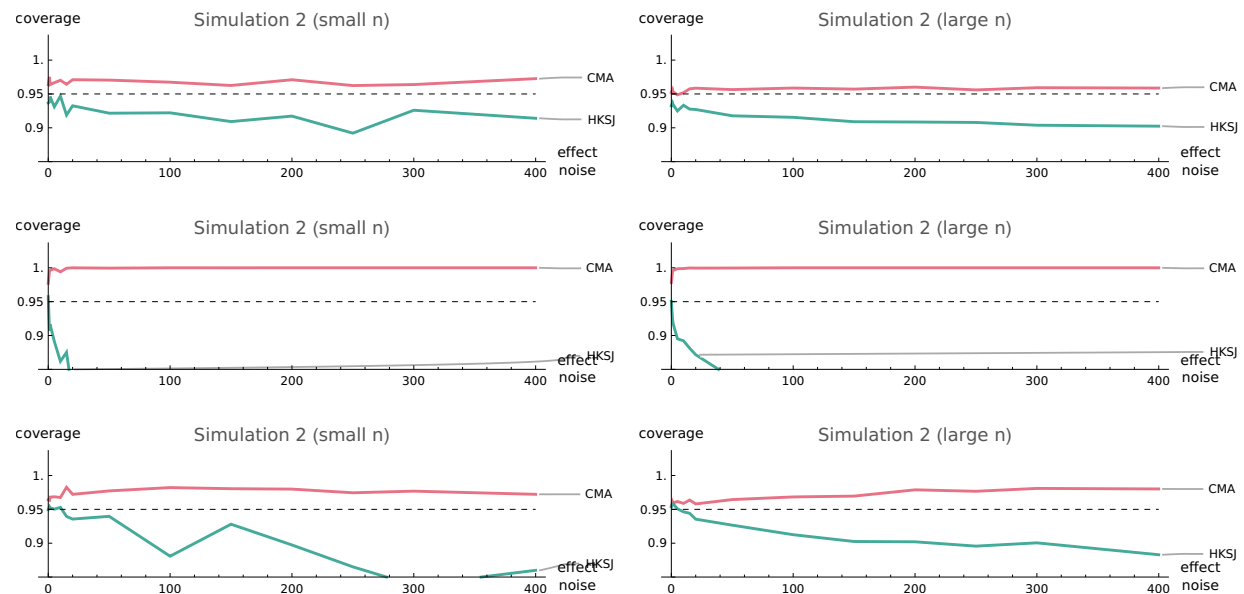 coverage
Simulation 2 (small n)
1.
CMA
0.95
HKSJ
0.9
effect
noise
0 100 200 300 400
coverage
Simulation 2 (large n)
1.
CMA
0.95
HKSJ
0.9
effect
noise
0 100 200 300 400
coverage
Simulation 2 (small n)
1.
CMA
0.95
0.9
HKSJ
effect
noise
0 100 200 300 400
coverage
Simulation 2 (large n)
1.
CMA
0.95
0.9
HKSJ
effect
noise
0 100 200 300 400
coverage
Simulation 2 (small n)
1.
CMA
0.95
0.9
HKSJ
effect
noise
0 100 200 300 400
coverage
Simulation 2 (large n)
1.
CMA
0.95
0.9
HKSJ
effect
noise
0 100 200 300 400